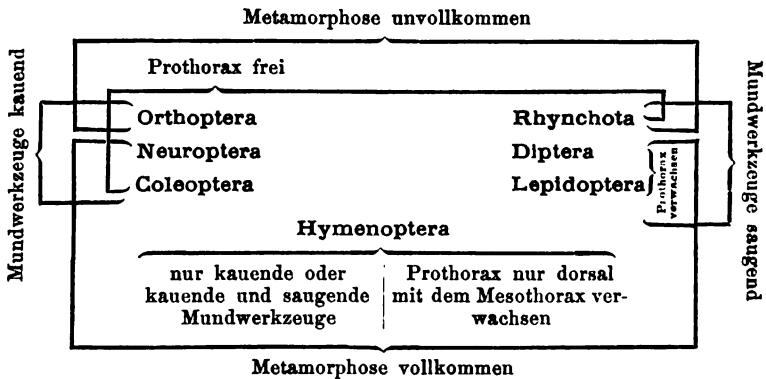 Metamorphose unvollkommen
Prothorax frei
Mundwerkzeuge kauend
Orthoptera
Neuroptera
Coleoptera
Rhynchota
Diptera
Lepidoptera
Prothorax
verwachsen
Mundwerkzeuge saugend
Hymenoptera
nur kauende oder
kauende und saugende
Mundwerkzeuge
Prothorax nur dorsal
mit dem Mesothorax ver-
wachsen
Metamorphose vollkommen